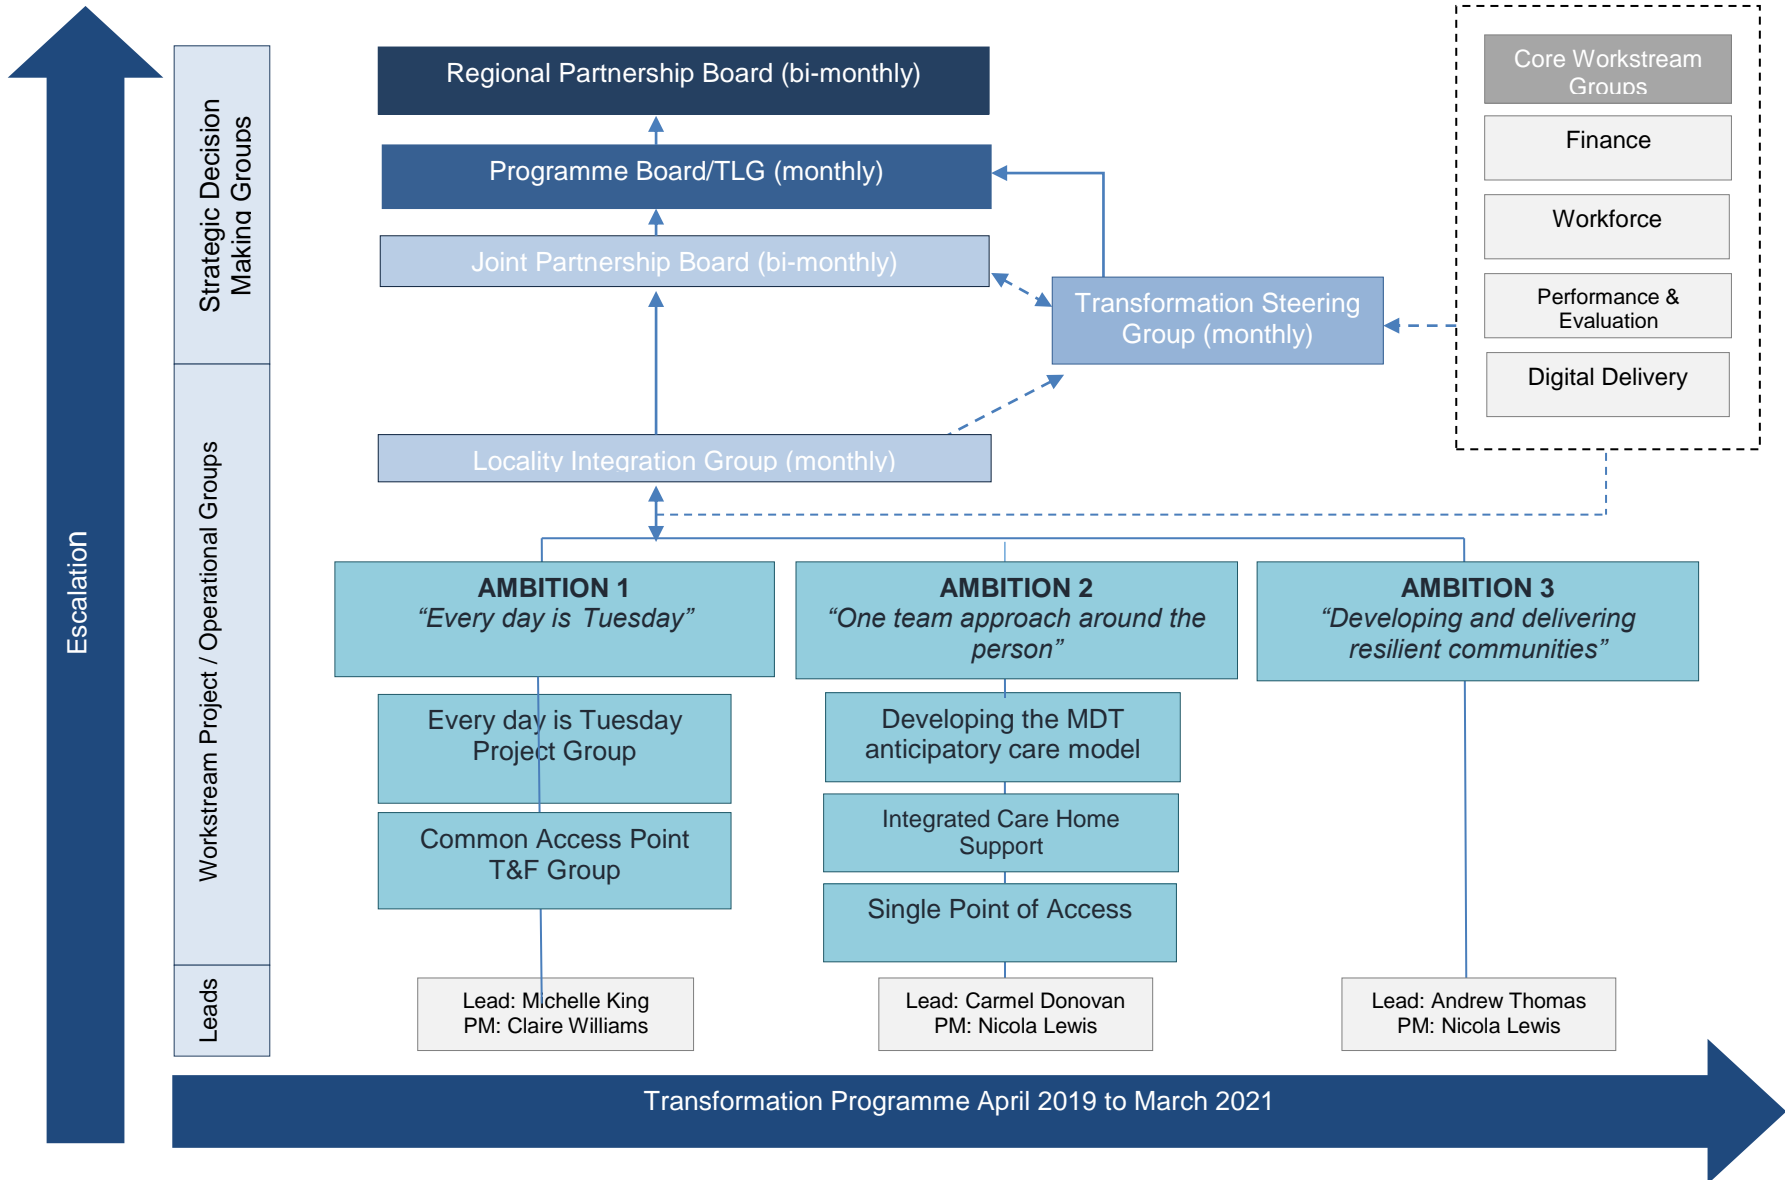 Escalation
Strategic Decision
Making Groups
Workstream Project / Operational Groups
Leads
Regional Partnership Board (bi-monthly)
Programme Board/TLG (monthly)
Joint Partnership Board (bi-monthly)
Transformation Steering
Group (monthly)
Locality Integration Group (monthly)
Core Workstream
Groups
Finance
Workforce
Performance &
Evaluation
Digital Delivery
AMBITION 1
“Every day is Tuesday”
Every day is Tuesday
Project Group
Common Access Point
T&F Group
Lead: Michelle King
PM: Claire Williams
AMBITION 2
“One team approach around the
person”
Developing the MDT
anticipatory care model
Integrated Care Home
Support
Single Point of Access
Lead: Carmel Donovan
PM: Nicola Lewis
AMBITION 3
“Developing and delivering
resilient communities”
Lead: Andrew Thomas
PM: Nicola Lewis
Transformation Programme April 2019 to March 2021